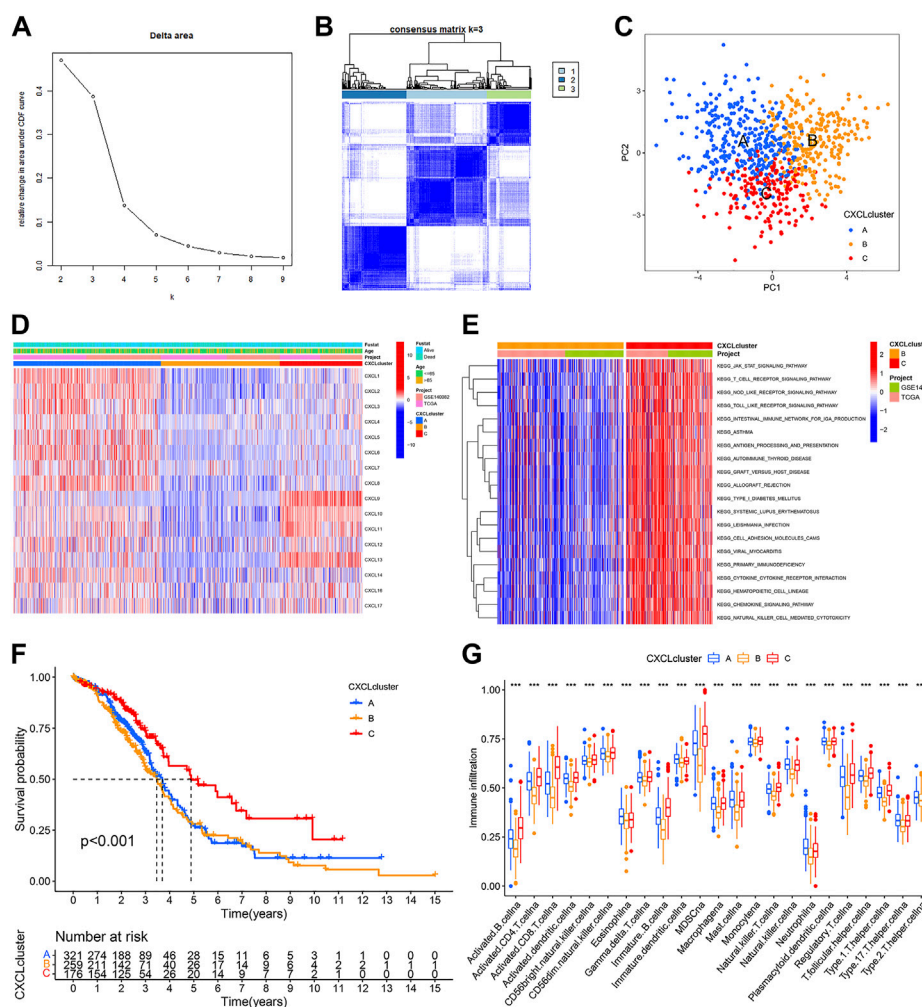 A
Delta area
relative change in area under CDF curve
0.4
0.3
0.2
0.1
0.0
2 3 4 5 6 7 8 9
k
B
consensus matrix k=3
1
2
3
C
PC2
3
0
−3
−4 0 4
PC1
CXCLcluster
A
B
C
A
B
C
D
Fustat
Age
Project
CXCLcluster
CXCL1
CXCL2
CXCL3
CXCL4
CXCL5
CXCL6
CXCL7
CXCL8
CXCL9
CXCL10
CXCL11
CXCL12
CXCL13
CXCL14
CXCL16
CXCL17
10
5
0
−5
−10
Fustat
Alive
Dead
Age
<=65
>65
Project
TCGA
CXCLcluster
A
B
C
E
CXCLcluster
Project
KEGG_JAK_STAT_SIGNALING_PATHWAY
KEGG_T_CELL_RECEPTOR_SIGNALING_PATHWAY
KEGG_NOD_LIKE_RECEPTOR_SIGNALING_PATHWAY
KEGG_TOLL_LIKE_RECEPTOR_SIGNALING_PATHWAY
KEGG_INTESTINAL_IMMUNE_NETWORK_FOR_IGA_PRODUCTION
KEGG_ASTHMA
KEGG_ANTIGEN_PROCESSING_AND_PRESENTATION
KEGG_AUTOIMMUNE_THYROID_DISEASE
KEGG_GRAFT_VERSUS_HOST_DISEASE
KEGG_ALLOGRAFT_REJECTION
KEGG_TYPE_I_DIABETES_MELLITUS
KEGG_SYSTEMIC_LUPUS_ERYTHEMATOSUS
KEGG_LEISHMANIA_INFECTION
KEGG_CELL_ADHESION_MOLECULES_CAMS
KEGG_VIRAL_MYOCARDITIS
KEGG_PRIMARY_IMMUNODEFICIENCY
KEGG_CYTOKINE_CYTOKINE_RECEPTOR_INTERACTION
KEGG_HEMATOPOIETIC_CELL_LINEAGE
KEGG_CHEMOKINE_SIGNALING_PATHWAY
KEGG_NATURAL_KILLER_CELL_MEDIATED_CYTOTOXICITY
2
1
0
−1
−2
CXCLclust
B
C
Project
GSE14
TCGA
F
CXCLcluster
A
B
C
Survival probability
1.00
0.75
0.50
0.25
0.00
p<0.001
0 1 2 3 4 5 6 7 8 9 10 11 12 13 14 15
Time(years)
Number at risk
CXCLcluster
A 321 274 188 89 46 28 15 11 6 5 3 1 1 0 0 0
B 259 211 142 71 40 26 17 14 9 6 2 2 2 1 1 1
C 176 164 125 54 26 20 14 9 7 4 2 1 0 0 0 0
0 1 2 3 4 5 6 7 8 9 10 11 12 13 14 15
Time(years)
G
CXCLcluster A B C
*** *** *** *** *** *** *** *** *** *** *** *** *** *** *** *** *** *** *** *** *** *** **
Immune infiltration
1.00
0.75
0.50
0.25
0.00
Activated.B.cellna
Activated.CD4.T.cellna
Activated.CD8.T.cellna
Activated.dendritic.cellna
CD56bright.natural.killer.cellna
CD56dim.natural.killer.cellna
Eosinophilna
Gamma.delta.T.cellna
Immature..B.cellna
Immature.dendritic.cellna
MDSCna
Macrophagena
Mast.cellna
Monocytena
Natural.killer.T.cellna
Natural.killer.cellna
Neutrophilna
Plasmacytoid.dendritic.cellna
Regulatory.T.cellna
T.follicular.helper.cellna
Type.1.T.helper.cellna
Type.17.T.helper.cellna
Type.2.T.helper.cellna